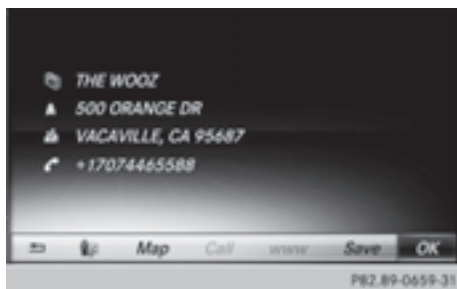 THE WOOZ
500 ORANGE DR
VACAVILLE, CA 95687
+17074465588
Map Call www Save OK
P82.89-0659-31